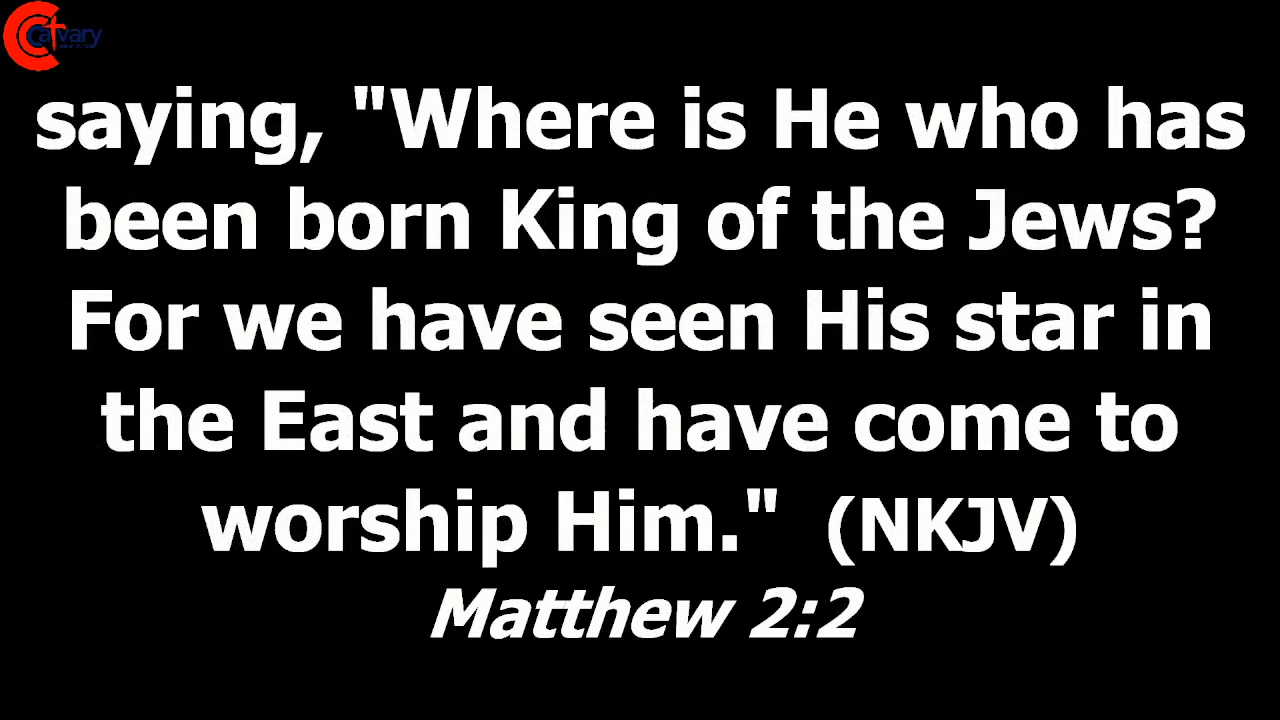 Calvary
saying, "Where is He who has
been born King of the Jews?
For we have seen His star in
the East and have come to
worship Him." (NKJV)
Matthew 2:2